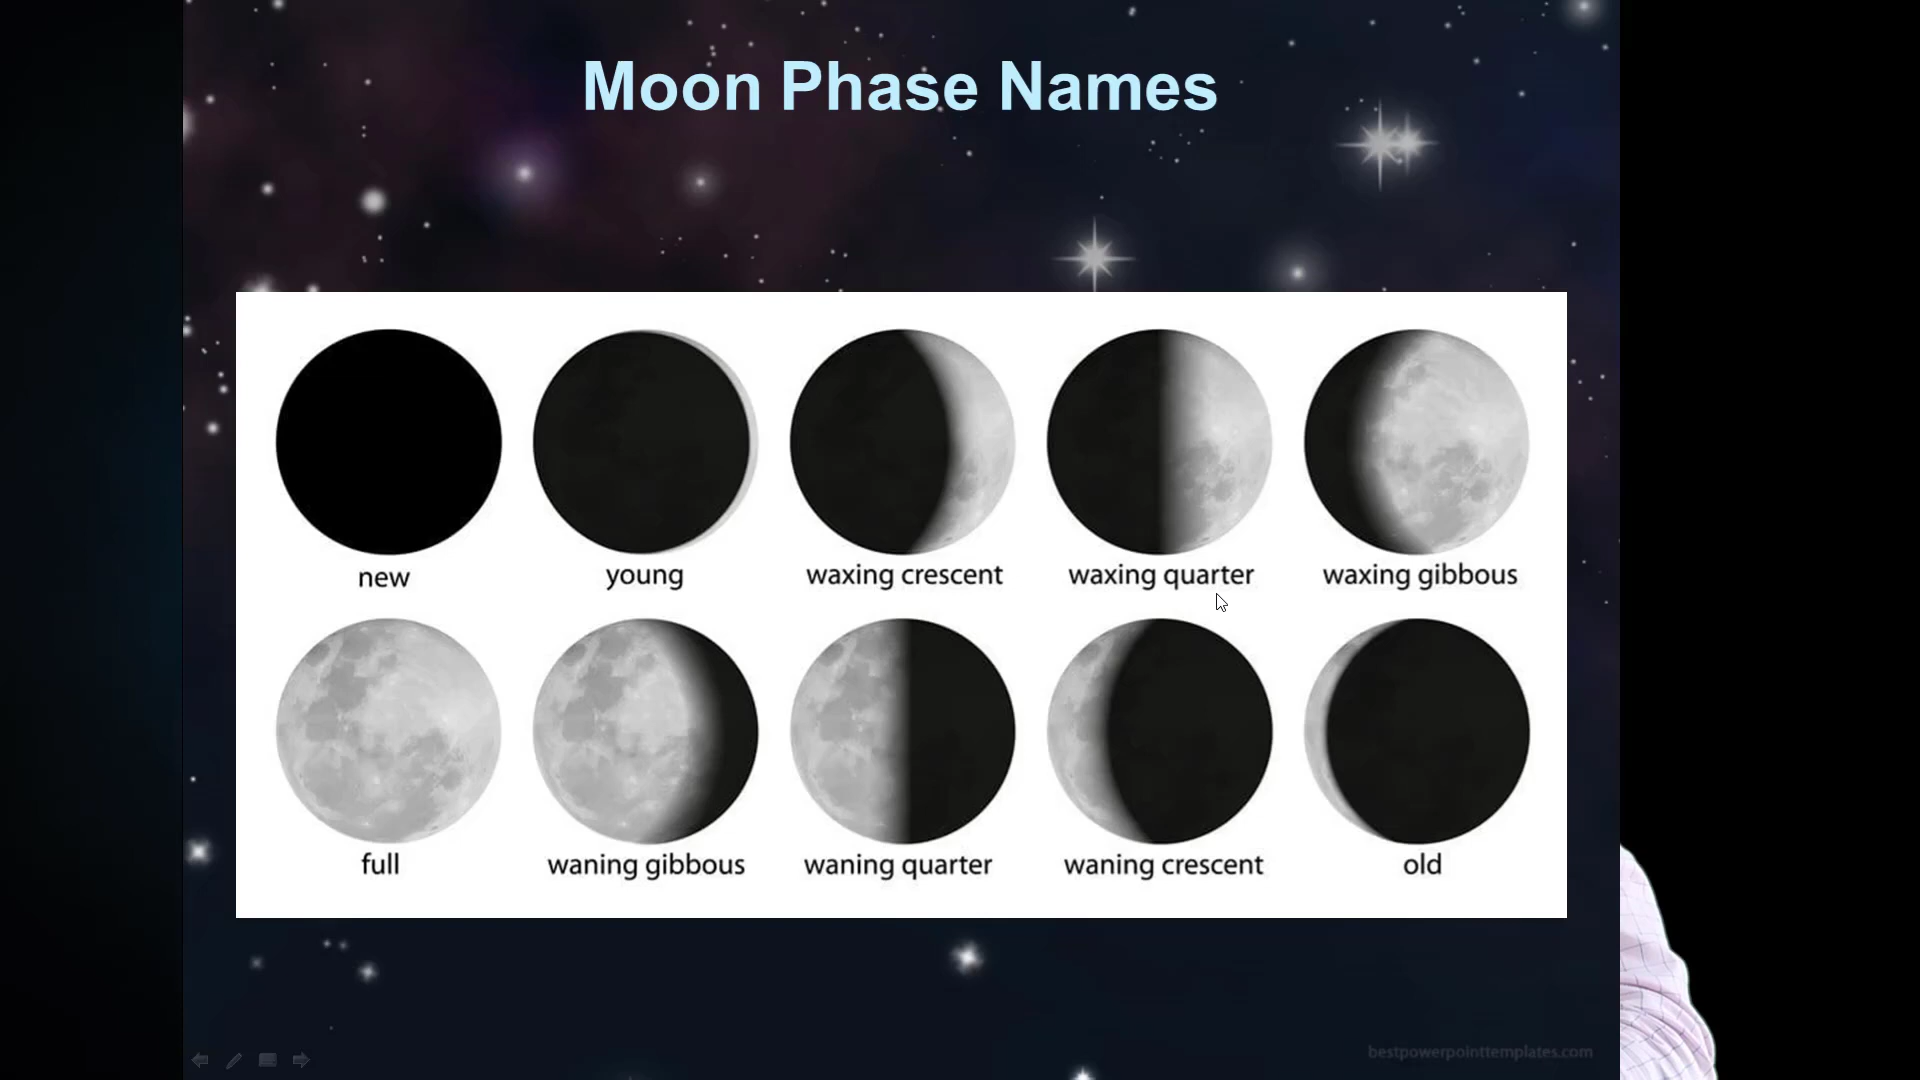 Moon Phase Names
new
young
waxing crescent
waxing quarter
waxing gibbous
full
waning gibbous
waning quarter
waning crescent
old
bestpowerpointtemplates.com